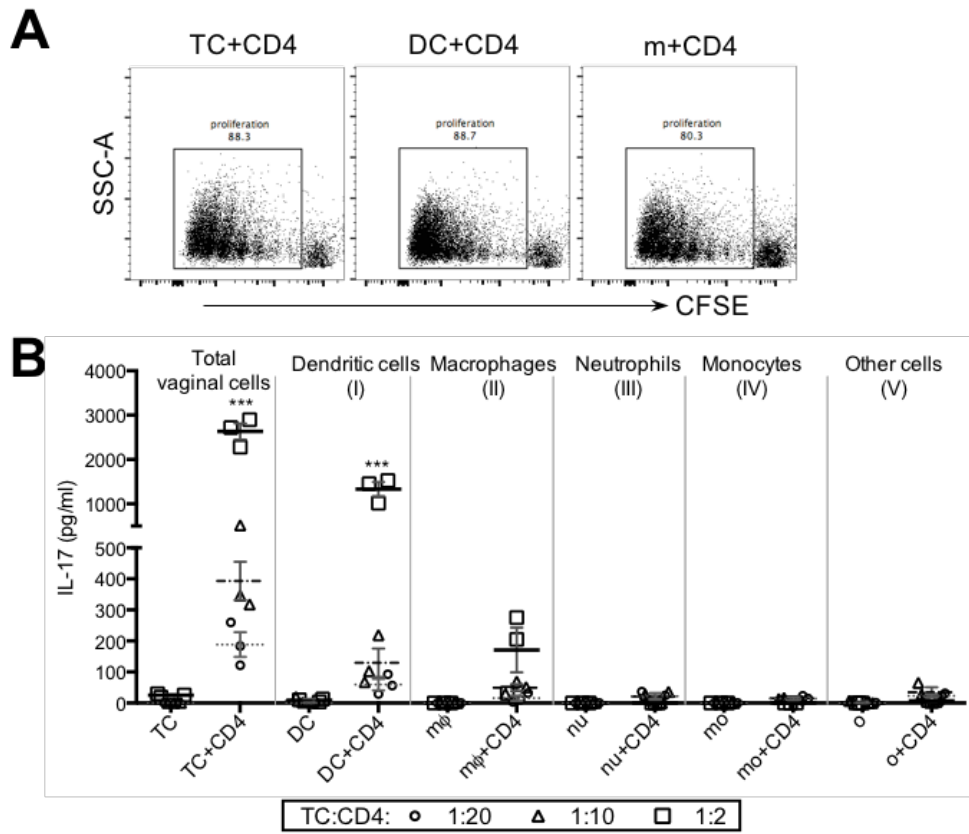 A
TC+CD4 DC+CD4 m+CD4
proliferation
88.3
proliferation
88.7
proliferation
80.3
SSC-A
CFSE
B
Total
vaginal cells
Dendritic cells
(I)
Macrophages
(II)
Neutrophils
(III)
Monocytes
(IV)
Other cells
(V)
***
***
IL-17 (pg/ml)
4000
3000
2000
1000
500
400
300
200
100
0
TC TC+CD4 DC DC+CD4 mϕ mϕ+CD4 nu nu+CD4 mo mo+CD4 o o+CD4
TC:CD4: 1:20 1:10 1:2